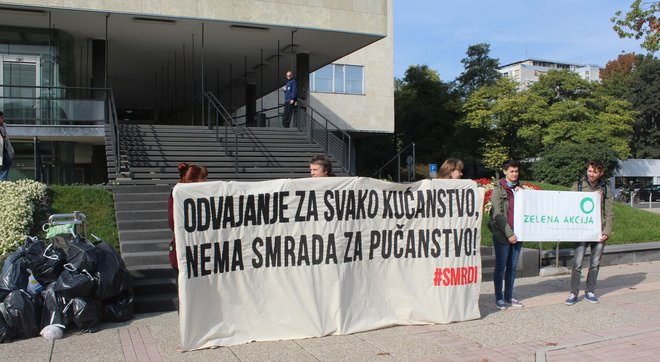 ODVAJANJE ZA SVAKO KUĆANSTVO,
NEMA SMRADA ZA PUČANSTVO!
#SMRDI
ZELENA AKCIJA